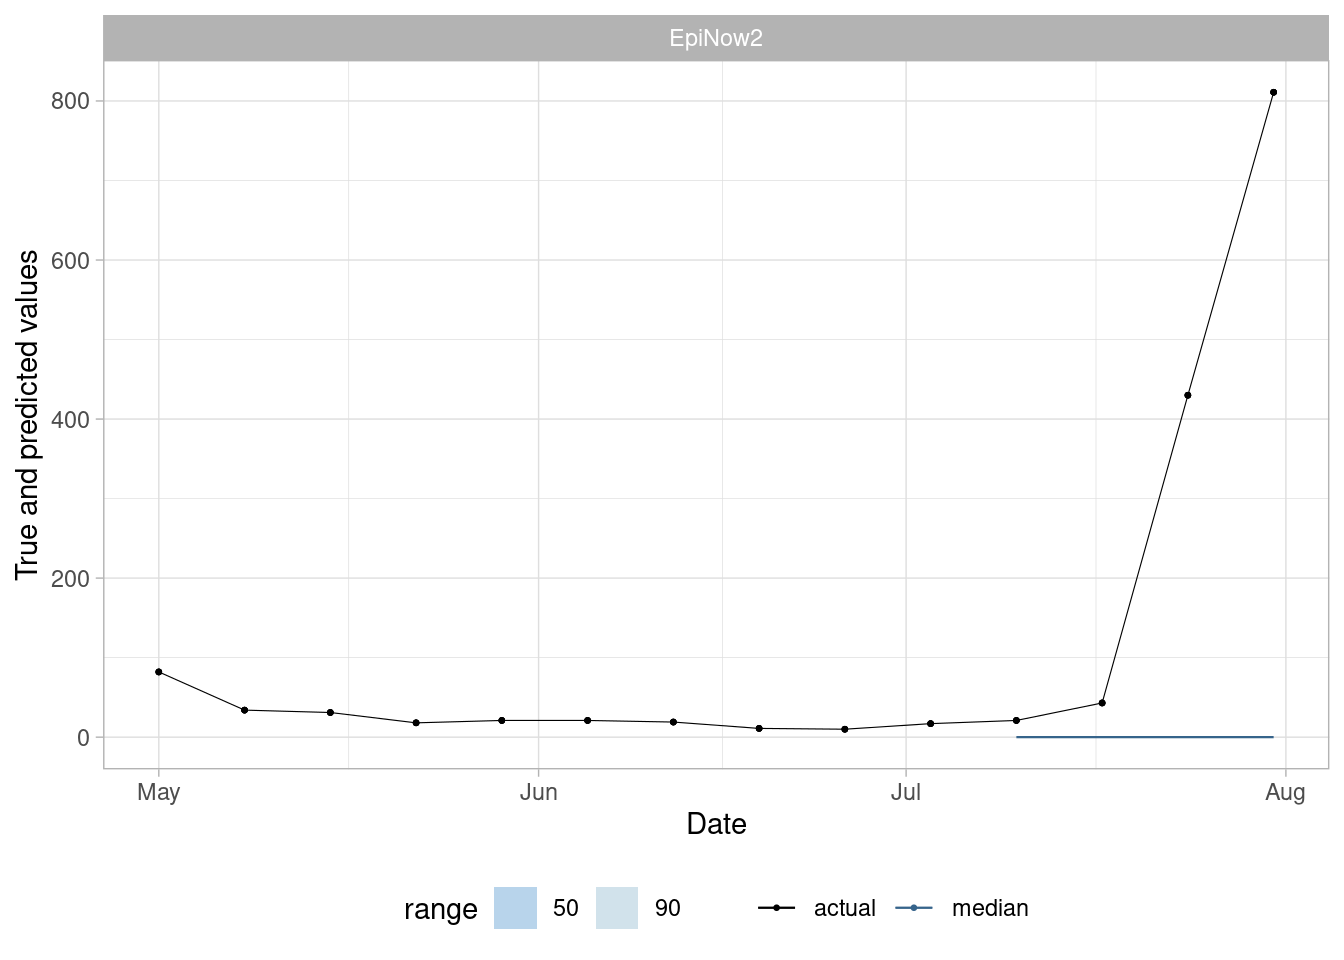 EpiNow2
True and predicted values
800
600
400
200
0
May Jun Jul Aug
Date
range 50 90 actual median